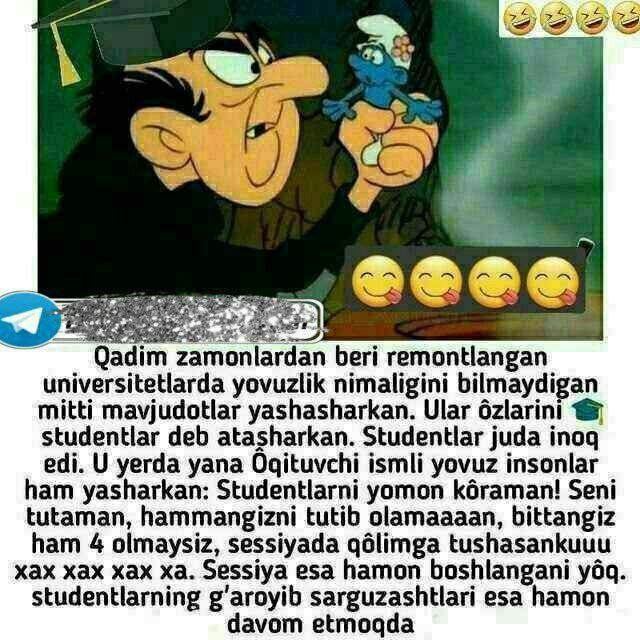 Qadim zamonlardan beri remontlangan
universitetlarda yovuzlik nimaligini bilmaydigan
mitti mavjudotlar yashasharkan. Ular ôzlarini
studentlar deb atasharkan. Studentlar juda inoq
edi. U yerda yana Ôqituvchi ismli yovuz insonlar
ham yasharkan: Studentlarni yomon kôraman! Seni
tutaman, hammangizni tutib olamaaaan, bittangiz
ham 4 olmaysiz, sessiyada qôlimga tushasankuuu
xax xax xax xa. Sessiya esa hamon boshlangani yôq.
studentlarning g'aroyib sarguzashtlari esa hamon
davom etmoqda